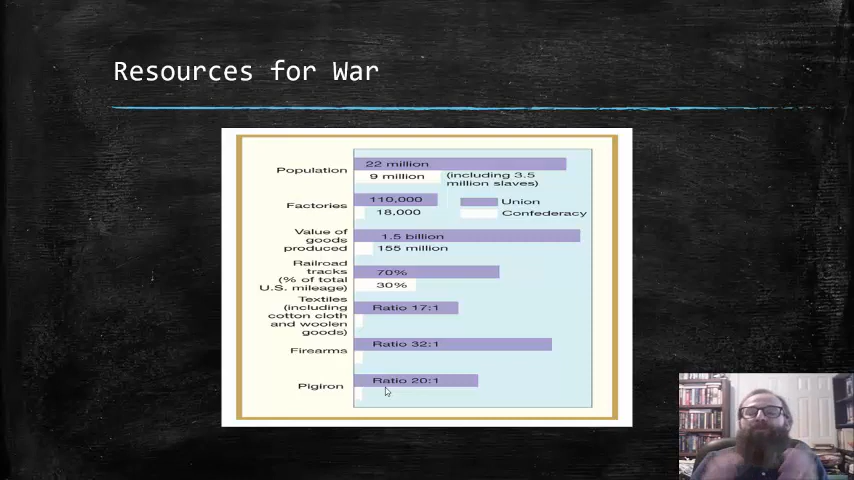 Resources for War
Population
22 million
9 million
(including 3.5
million slaves)
Factories
110,000
18,000
Union
Confederacy
Value of
goods
produced
1.5 billion
155 million
Railroad
tracks
(% of total
U.S. mileage)
70%
30%
Textiles
(including
cotton cloth
and woolen
goods)
Ratio 17:1
Firearms
Ratio 32:1
Pigiron
Ratio 20:1